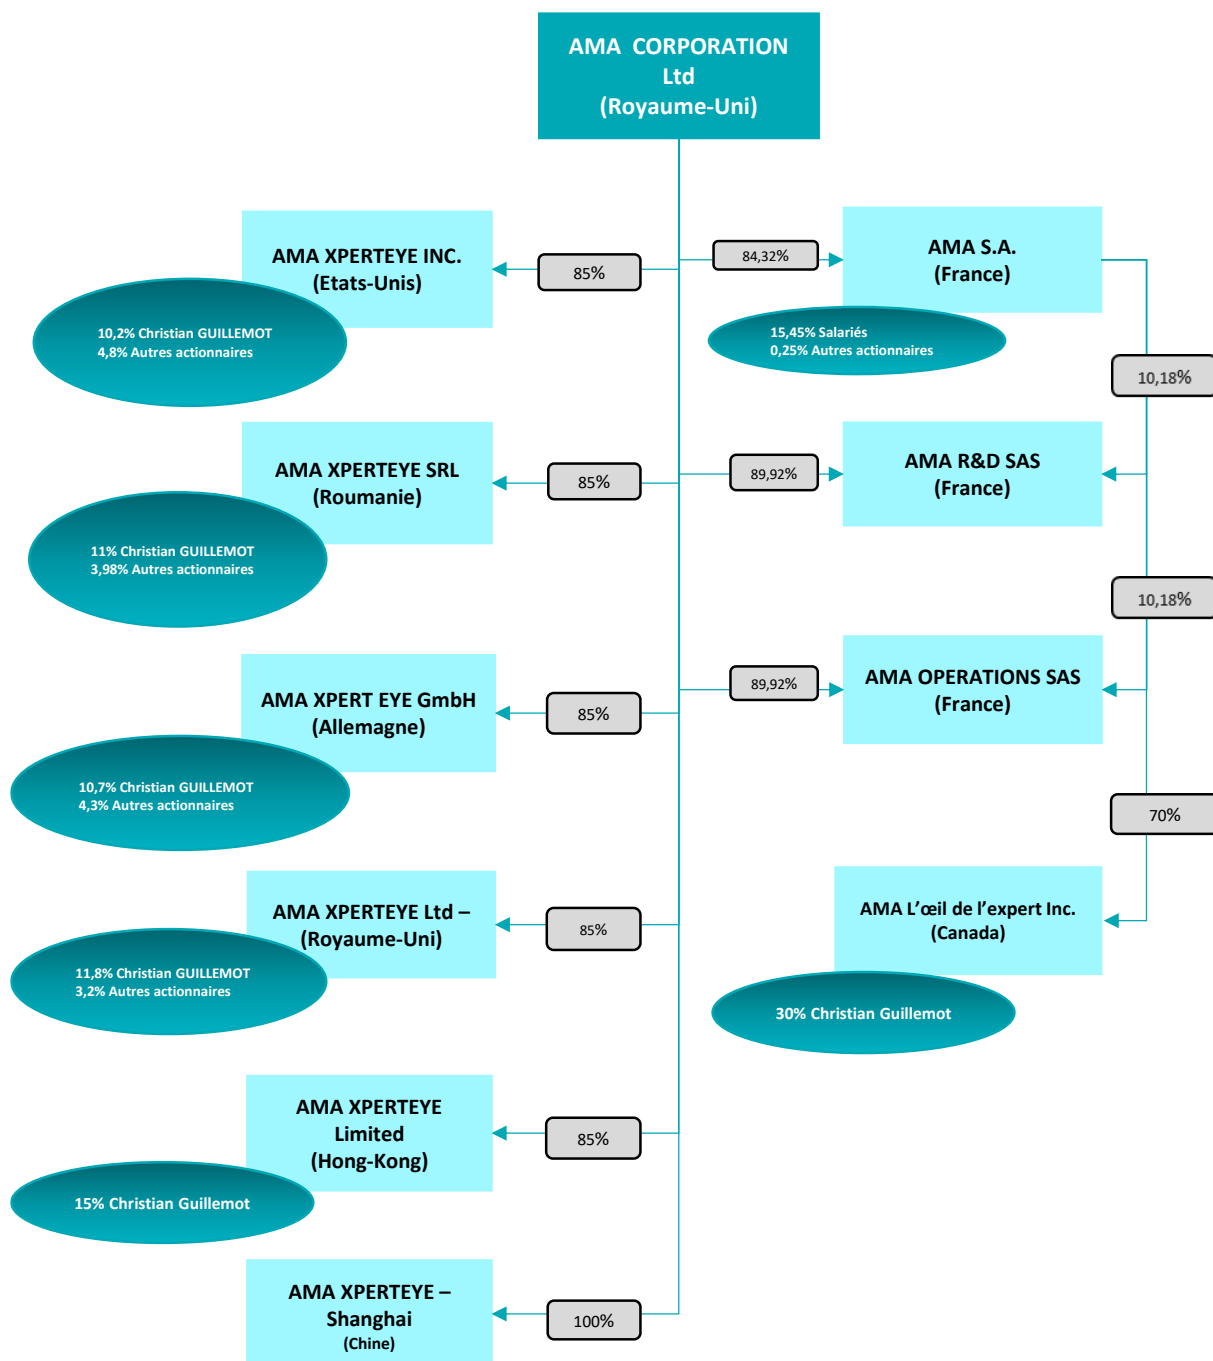 AMA CORPORATION
Ltd
(Royaume-Uni)
AMA XPERTEYE INC.
(Etats-Unis)
85%
84,32%
AMA S.A.
(France)
10,2% Christian GUILLEMOT
4,8% Autres actionnaires
15,45% Salariés
0,25% Autres actionnaires
10,18%
AMA XPERTEYE SRL
(Roumanie)
85%
89,92%
AMA R&D SAS
(France)
11% Christian GUILLEMOT
3,98% Autres actionnaires
10,18%
AMA XPERT EYE GmbH
(Allemagne)
85%
89,92%
AMA OPERATIONS SAS
(France)
10,7% Christian GUILLEMOT
4,3% Autres actionnaires
70%
AMA XPERTEYE Ltd –
(Royaume-Uni)
85%
AMA L’œil de l’expert Inc.
(Canada)
11,8% Christian GUILLEMOT
3,2% Autres actionnaires
30% Christian Guillemot
AMA XPERTEYE
Limited
(Hong-Kong)
85%
15% Christian Guillemot
AMA XPERTEYE –
Shanghai
(Chine)
100%